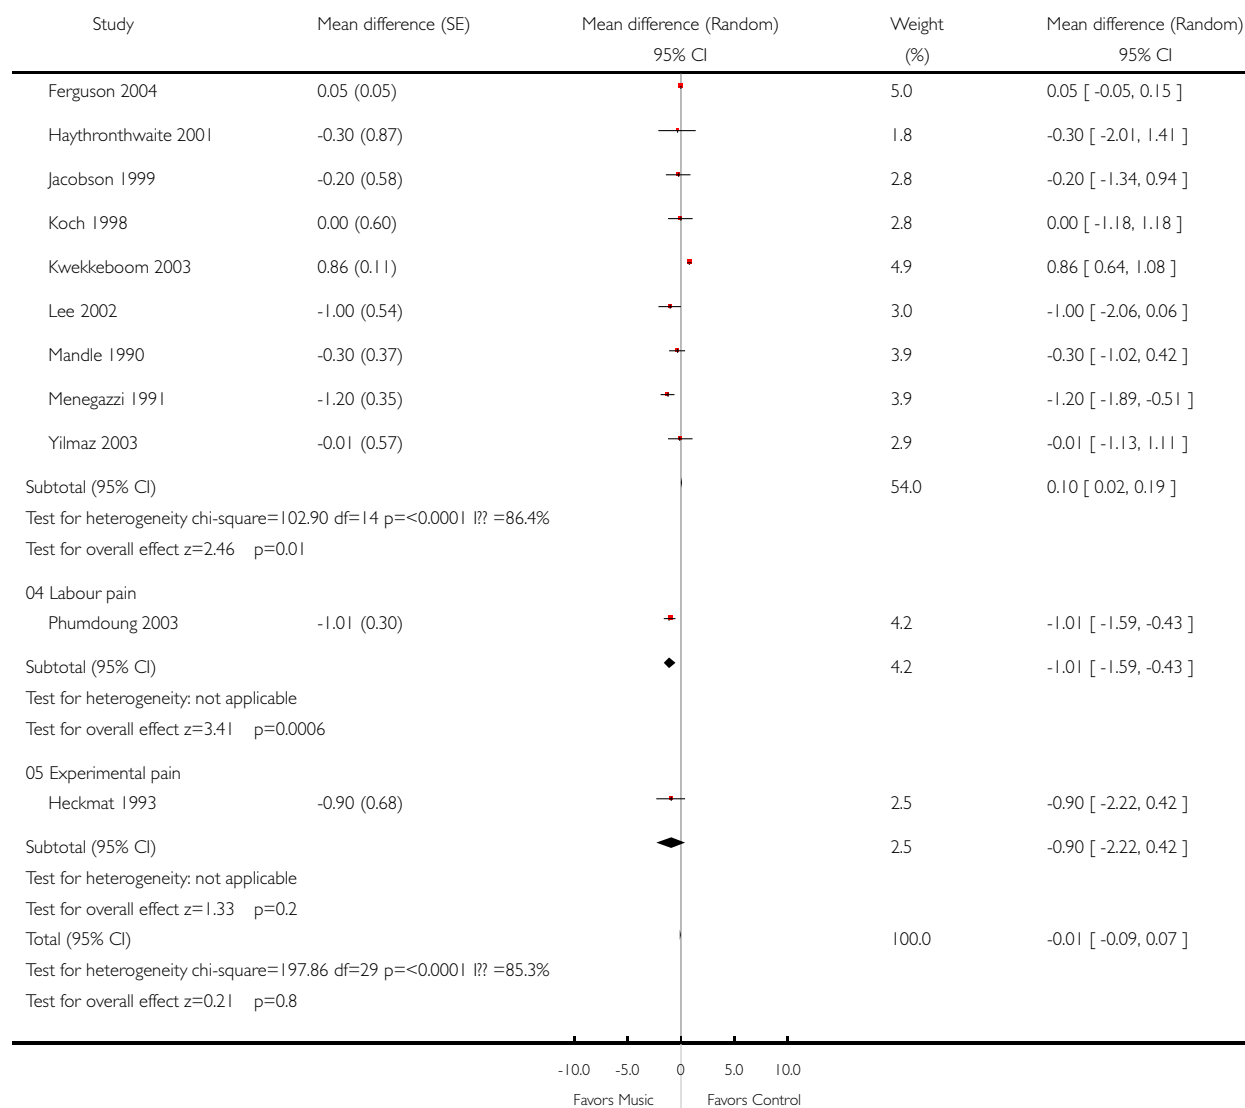 Study Mean difference (SE) Mean difference (Random) Weight Mean difference (Random)
95% CI (%) 95% CI
Ferguson 2004 0.05 (0.05) 5.0 0.05 [ -0.05, 0.15 ]
Haythronthwaite 2001 -0.30 (0.87) 1.8 -0.30 [ -2.01, 1.41 ]
Jacobson 1999 -0.20 (0.58) 2.8 -0.20 [ -1.34, 0.94 ]
Koch 1998 0.00 (0.60) 2.8 0.00 [ -1.18, 1.18 ]
Kwekkeboom 2003 0.86 (0.11) 4.9 0.86 [ 0.64, 1.08 ]
Lee 2002 -1.00 (0.54) 3.0 -1.00 [ -2.06, 0.06 ]
Mandle 1990 -0.30 (0.37) 3.9 -0.30 [ -1.02, 0.42 ]
Menegazzi 1991 -1.20 (0.35) 3.9 -1.20 [ -1.89, -0.51 ]
Yilmaz 2003 -0.01 (0.57) 2.9 -0.01 [ -1.13, 1.11 ]
Subtotal (95% CI) 54.0 0.10 [ 0.02, 0.19 ]
Test for heterogeneity chi-square=102.90 df=14 p=<0.0001 I?? =86.4%
Test for overall effect z=2.46 p=0.01
04 Labour pain
Phumdoung 2003 -1.01 (0.30) 4.2 -1.01 [ -1.59, -0.43 ]
Subtotal (95% CI) 4.2 -1.01 [ -1.59, -0.43 ]
Test for heterogeneity: not applicable
Test for overall effect z=3.41 p=0.0006
05 Experimental pain
Heckmat 1993 -0.90 (0.68) 2.5 -0.90 [ -2.22, 0.42 ]
Subtotal (95% CI) 2.5 -0.90 [ -2.22, 0.42 ]
Test for heterogeneity: not applicable
Test for overall effect z=1.33 p=0.2
Total (95% CI) 100.0 -0.01 [ -0.09, 0.07 ]
Test for heterogeneity chi-square=197.86 df=29 p=<0.0001 I?? =85.3%
Test for overall effect z=0.21 p=0.8
-10.0 -5.0 0 5.0 10.0
Favors Music Favors Control